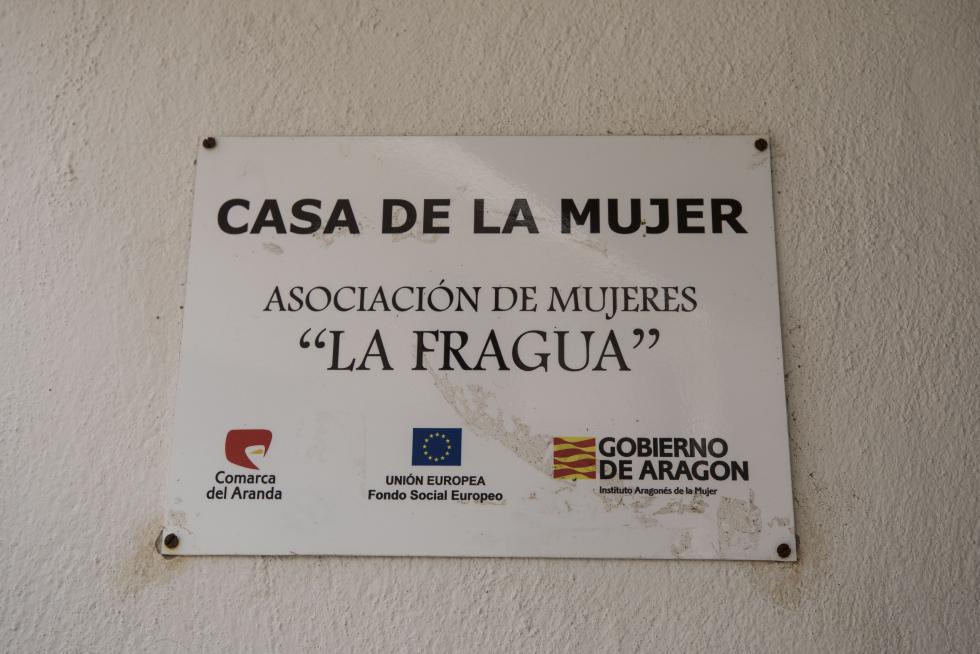 CASA DE LA MUJER
ASOCIACIÓN DE MUJERES
“LA FRAGUA”
Comarca
del Aranda
UNIÓN EUROPEA
Fondo Social Europeo
GOBIERNO
DE ARAGON
Instituto Aragonés de la Mujer